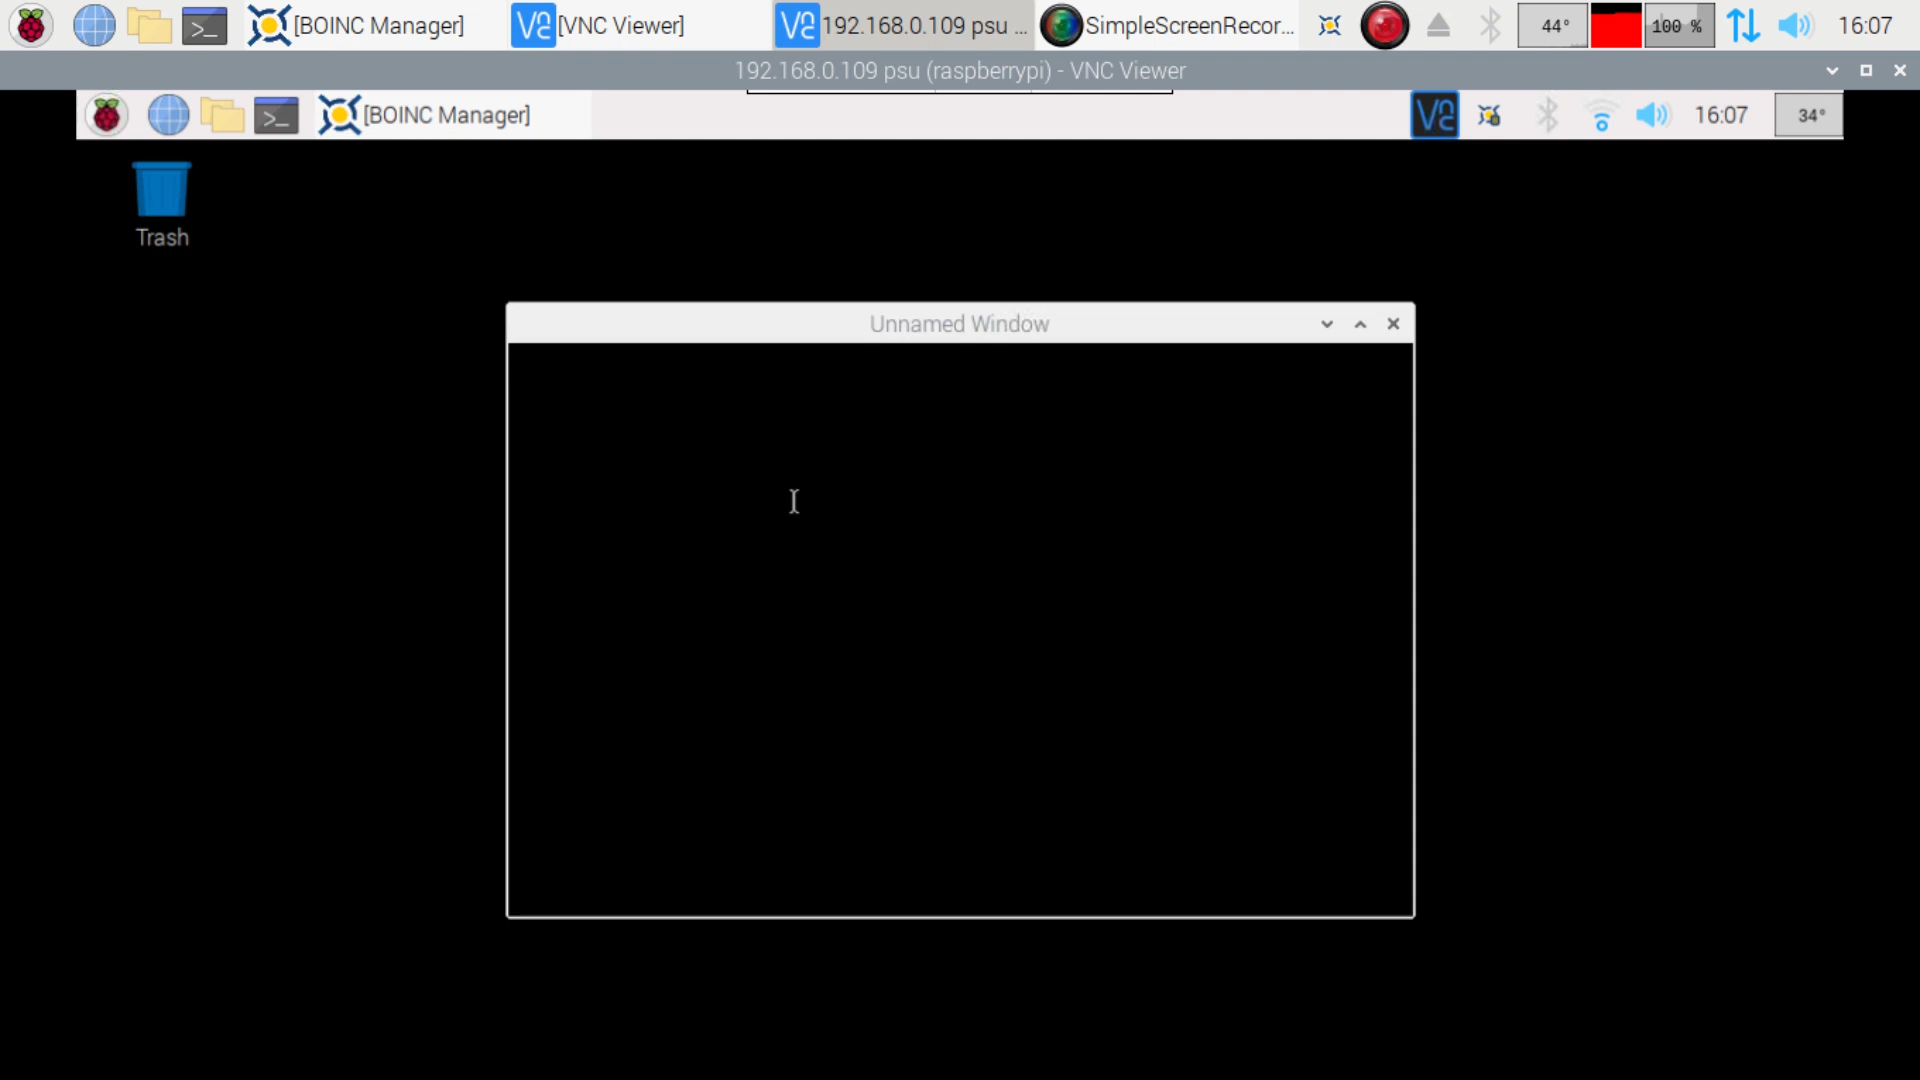 [BOINC Manager] [VNC Viewer] 192.168.0.109 psu ... SimpleScreenRecor... 44° 100 % 16:07
192.168.0.109 psu (raspberrypi) - VNC Viewer
[BOINC Manager] 16:07 34°
Trash
Unnamed Window